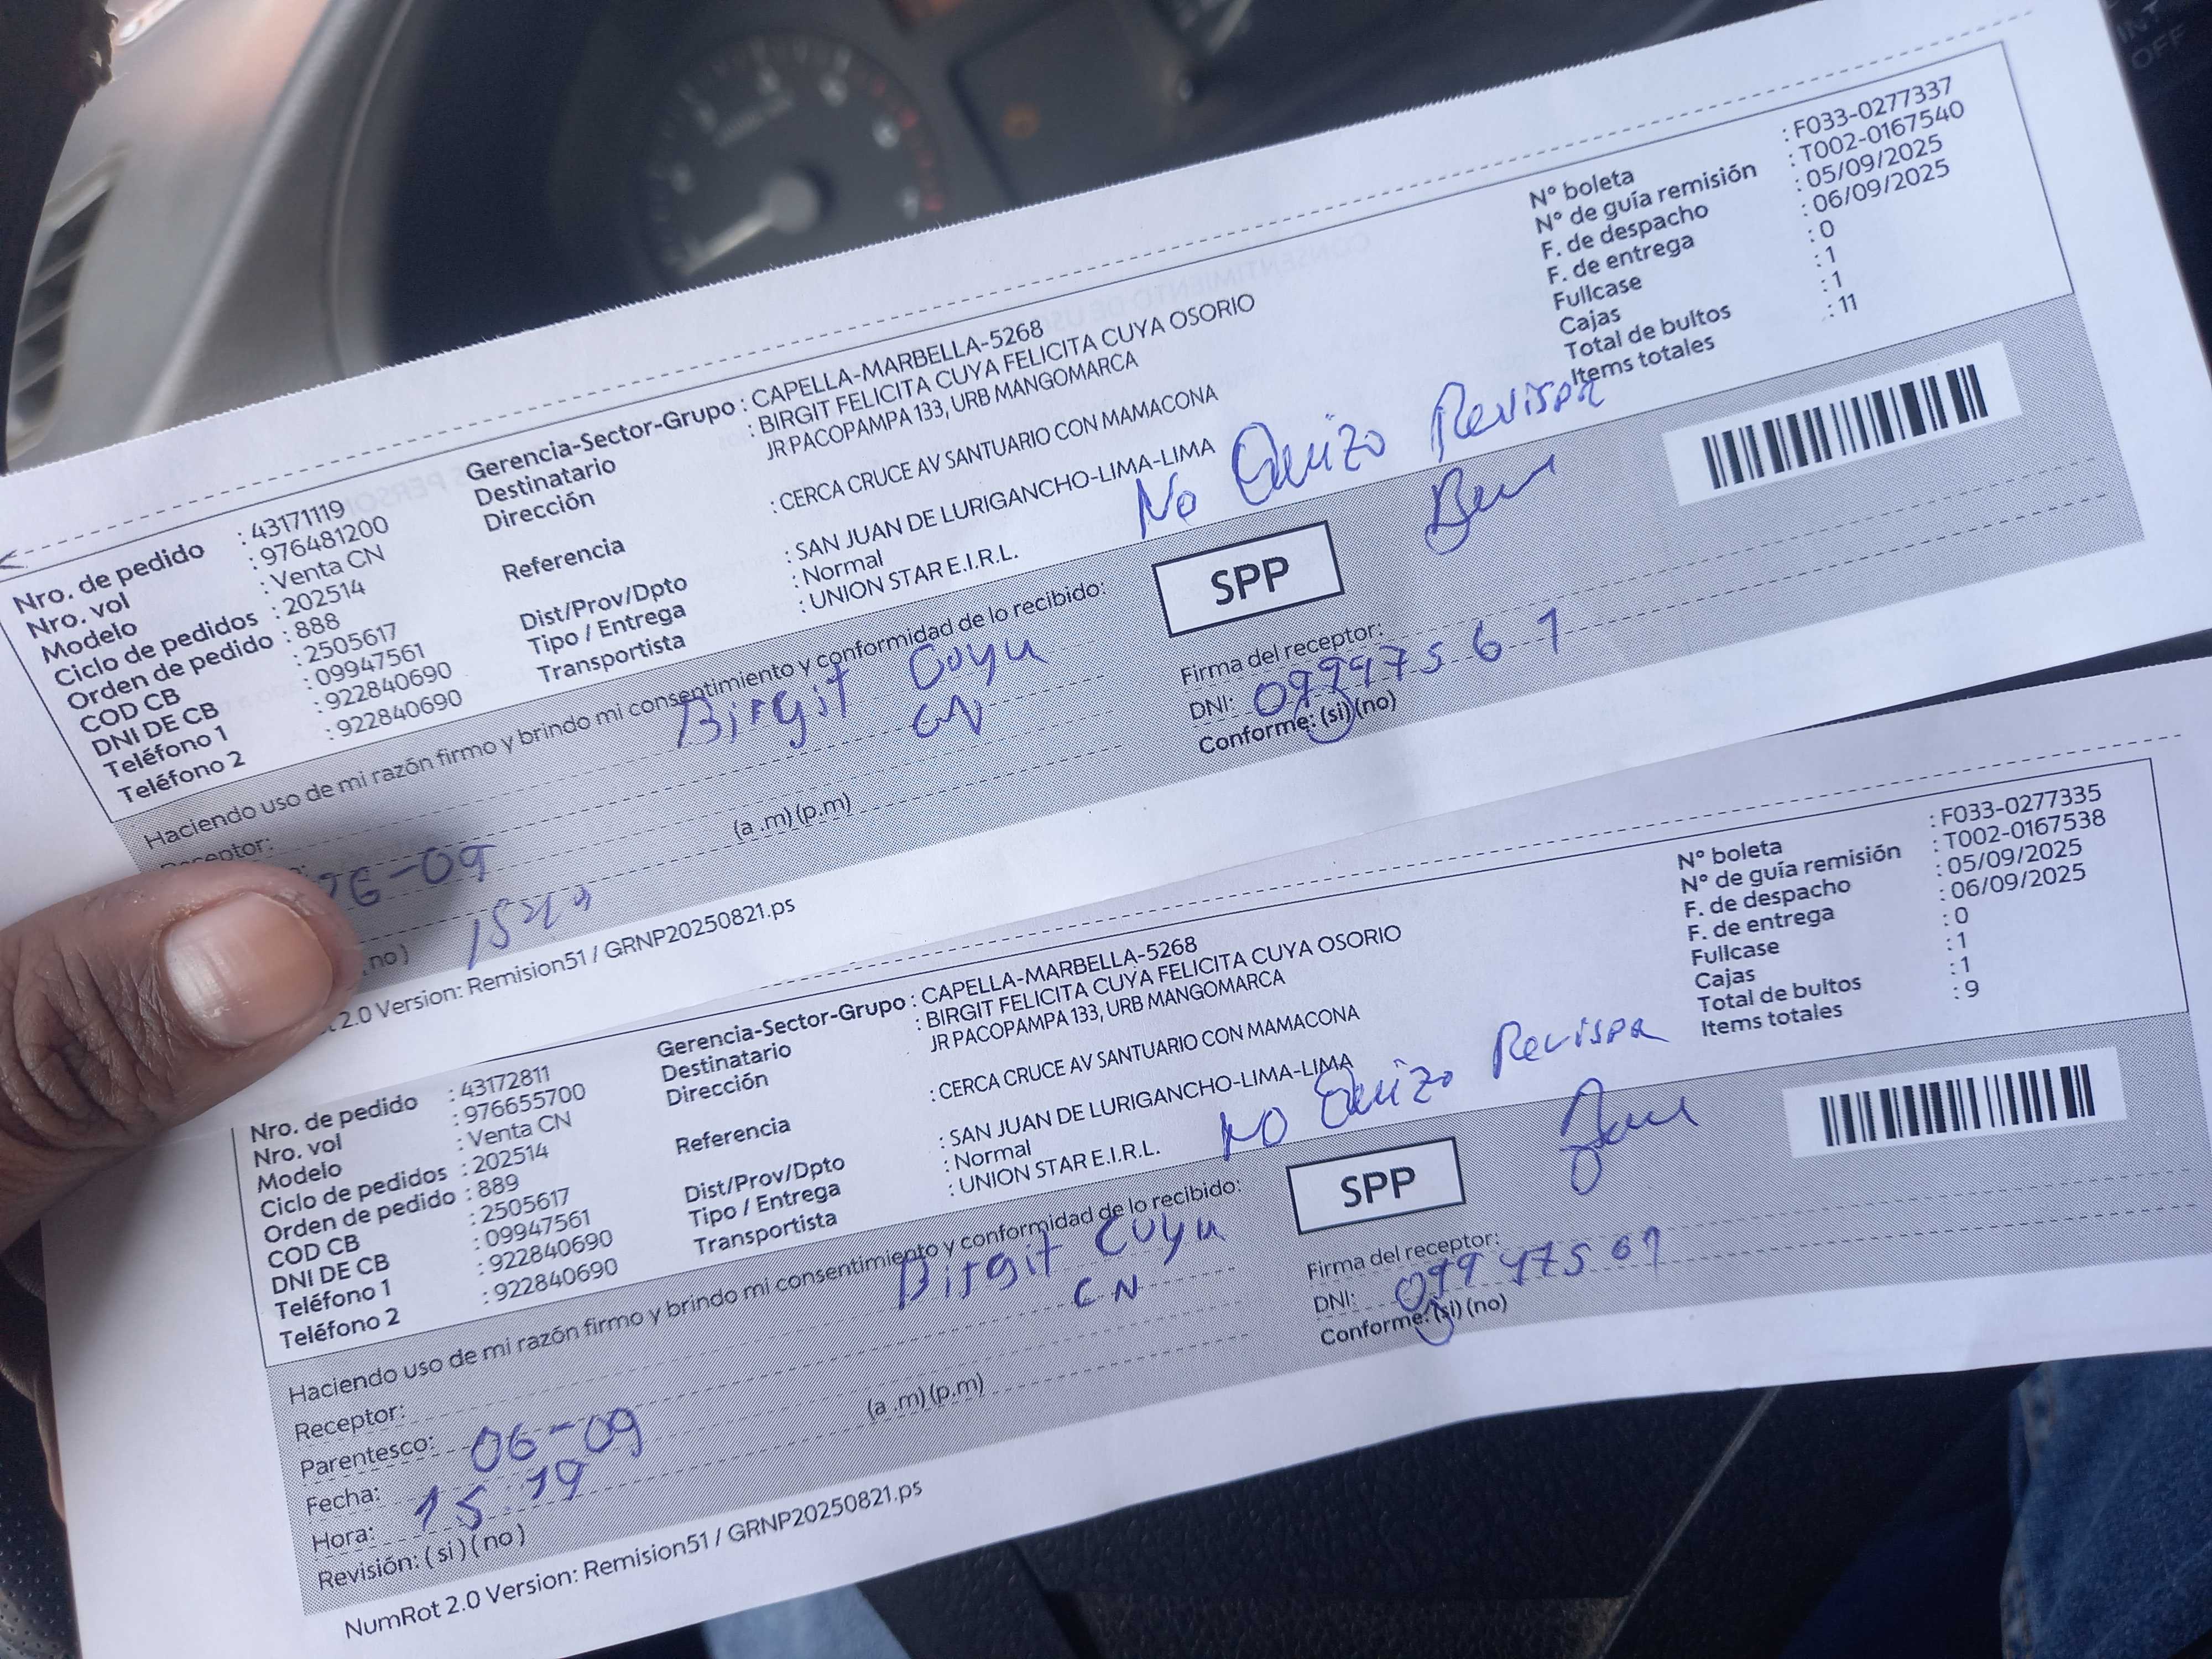 Nro. de pedido : 43171119
Nro. vol : 976481200
Modelo : Venta CN
Ciclo de pedidos : 202514
Orden de pedido : 888
COD CB : 2505617
DNI DE CB : 09947561
Teléfono 1 : 922840690
Teléfono 2 : 922840690
Gerencia-Sector-Grupo : CAPELLA-MARBELLA-5268
Destinatario : BIRGIT FELICITA CUYA FELICITA CUYA OSORIO
Dirección JR PACOPAMPA 133, URB MANGOMARCA
Referencia : CERCA CRUCE AV SANTUARIO CON MAMACONA
Dist/Prov/Dpto : SAN JUAN DE LURIGANCHO-LIMA-LIMA
Tipo / Entrega : Normal
Transportista : UNION STAR E.I.R.L.
N° boleta : F033-0277337
N° de guía remisión : T002-0167540
F. de despacho : 05/09/2025
F. de entrega : 06/09/2025
Fullcase : 0
Cajas : 1
Total de bultos : 1
Items totales : 11
No Quizo Revisar
Haciendo uso de mi razón firmo y brindo mi consentimiento y conformidad de lo recibido:
SPP
Receptor: Birgit Cuya
CN
06-09
(a .m) (p.m)
no )
Firma del receptor:
DNI: 09947561
Conforme: (si) (no)
2.0 Version: Remision51 / GRNP20250821.ps
Nro. de pedido : 43172811
Nro. vol : 976655700
Modelo : Venta CN
Ciclo de pedidos : 202514
Orden de pedido : 889
COD CB : 2505617
DNI DE CB : 09947561
Teléfono 1 : 922840690
Teléfono 2 : 922840690
Gerencia-Sector-Grupo : CAPELLA-MARBELLA-5268
Destinatario : BIRGIT FELICITA CUYA FELICITA CUYA OSORIO
Dirección JR PACOPAMPA 133, URB MANGOMARCA
Referencia : CERCA CRUCE AV SANTUARIO CON MAMACONA
Dist/Prov/Dpto : SAN JUAN DE LURIGANCHO-LIMA-LIMA
Tipo / Entrega : Normal
Transportista : UNION STAR E.I.R.L.
N° boleta : F033-0277335
N° de guía remisión : T002-0167538
F. de despacho : 05/09/2025
F. de entrega : 06/09/2025
Fullcase : 0
Cajas : 1
Total de bultos : 1
Items totales : 9
NO Quizo Revisar
Haciendo uso de mi razón firmo y brindo mi consentimiento y conformidad de lo recibido:
SPP
Receptor: Birgit Cuya
Parentesco: CN
Fecha: 06-09
Hora: 15:19 (a .m) (p.m)
Revisión: ( si ) ( no )
Firma del receptor:
DNI: 09947561
Conforme: (si) (no)
NumRot 2.0 Version: Remision51 / GRNP20250821.ps